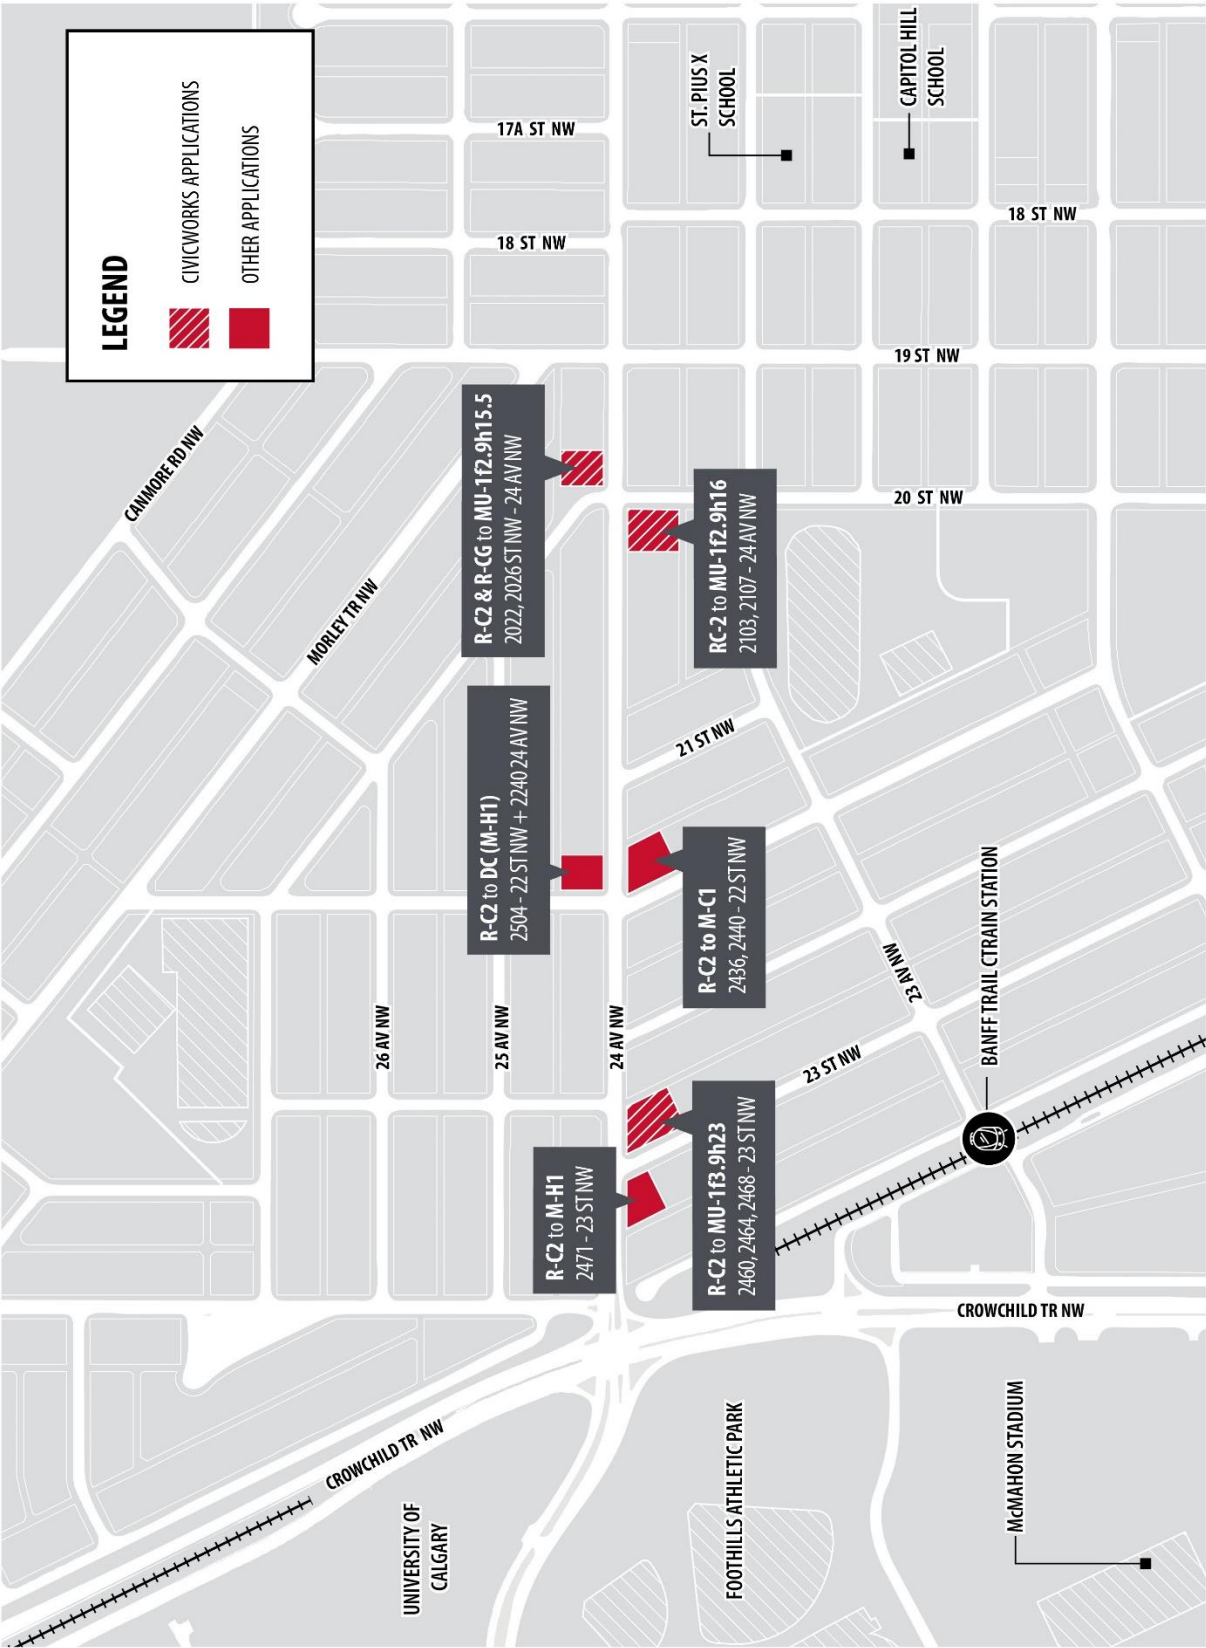 LEGEND
CIVICWORKS APPLICATIONS
OTHER APPLICATIONS
17A ST NW
18 ST NW
ST. PIUS X
SCHOOL
CAPITOL HILL
SCHOOL
18 ST NW
19 ST NW
20 ST NW
CANMORE RD NW
MORLEY TR NW
R-C2 & R-CG to MU-1f2.9h15.5
2022, 2026 ST NW - 24 AV NW
RC-2 to MU-1f2.9h16
2103, 2107 - 24 AV NW
21 ST NW
R-C2 to DC (M-H1)
2504 - 22 ST NW + 2240 24 AV NW
R-C2 to M-C1
2436, 2440 - 22 ST NW
26 AV NW
25 AV NW
24 AV NW
23 AV NW
23 ST NW
BANFF TRAIL CTRAIN STATION
R-C2 to M-H1
2471 - 23 ST NW
R-C2 to MU-1f3.9h23
2460, 2464, 2468 - 23 ST NW
CROWCHILD TR NW
CROWCHILD TR NW
UNIVERSITY OF
CALGARY
FOOTHILLS ATHLETIC PARK
McMAHON STADIUM